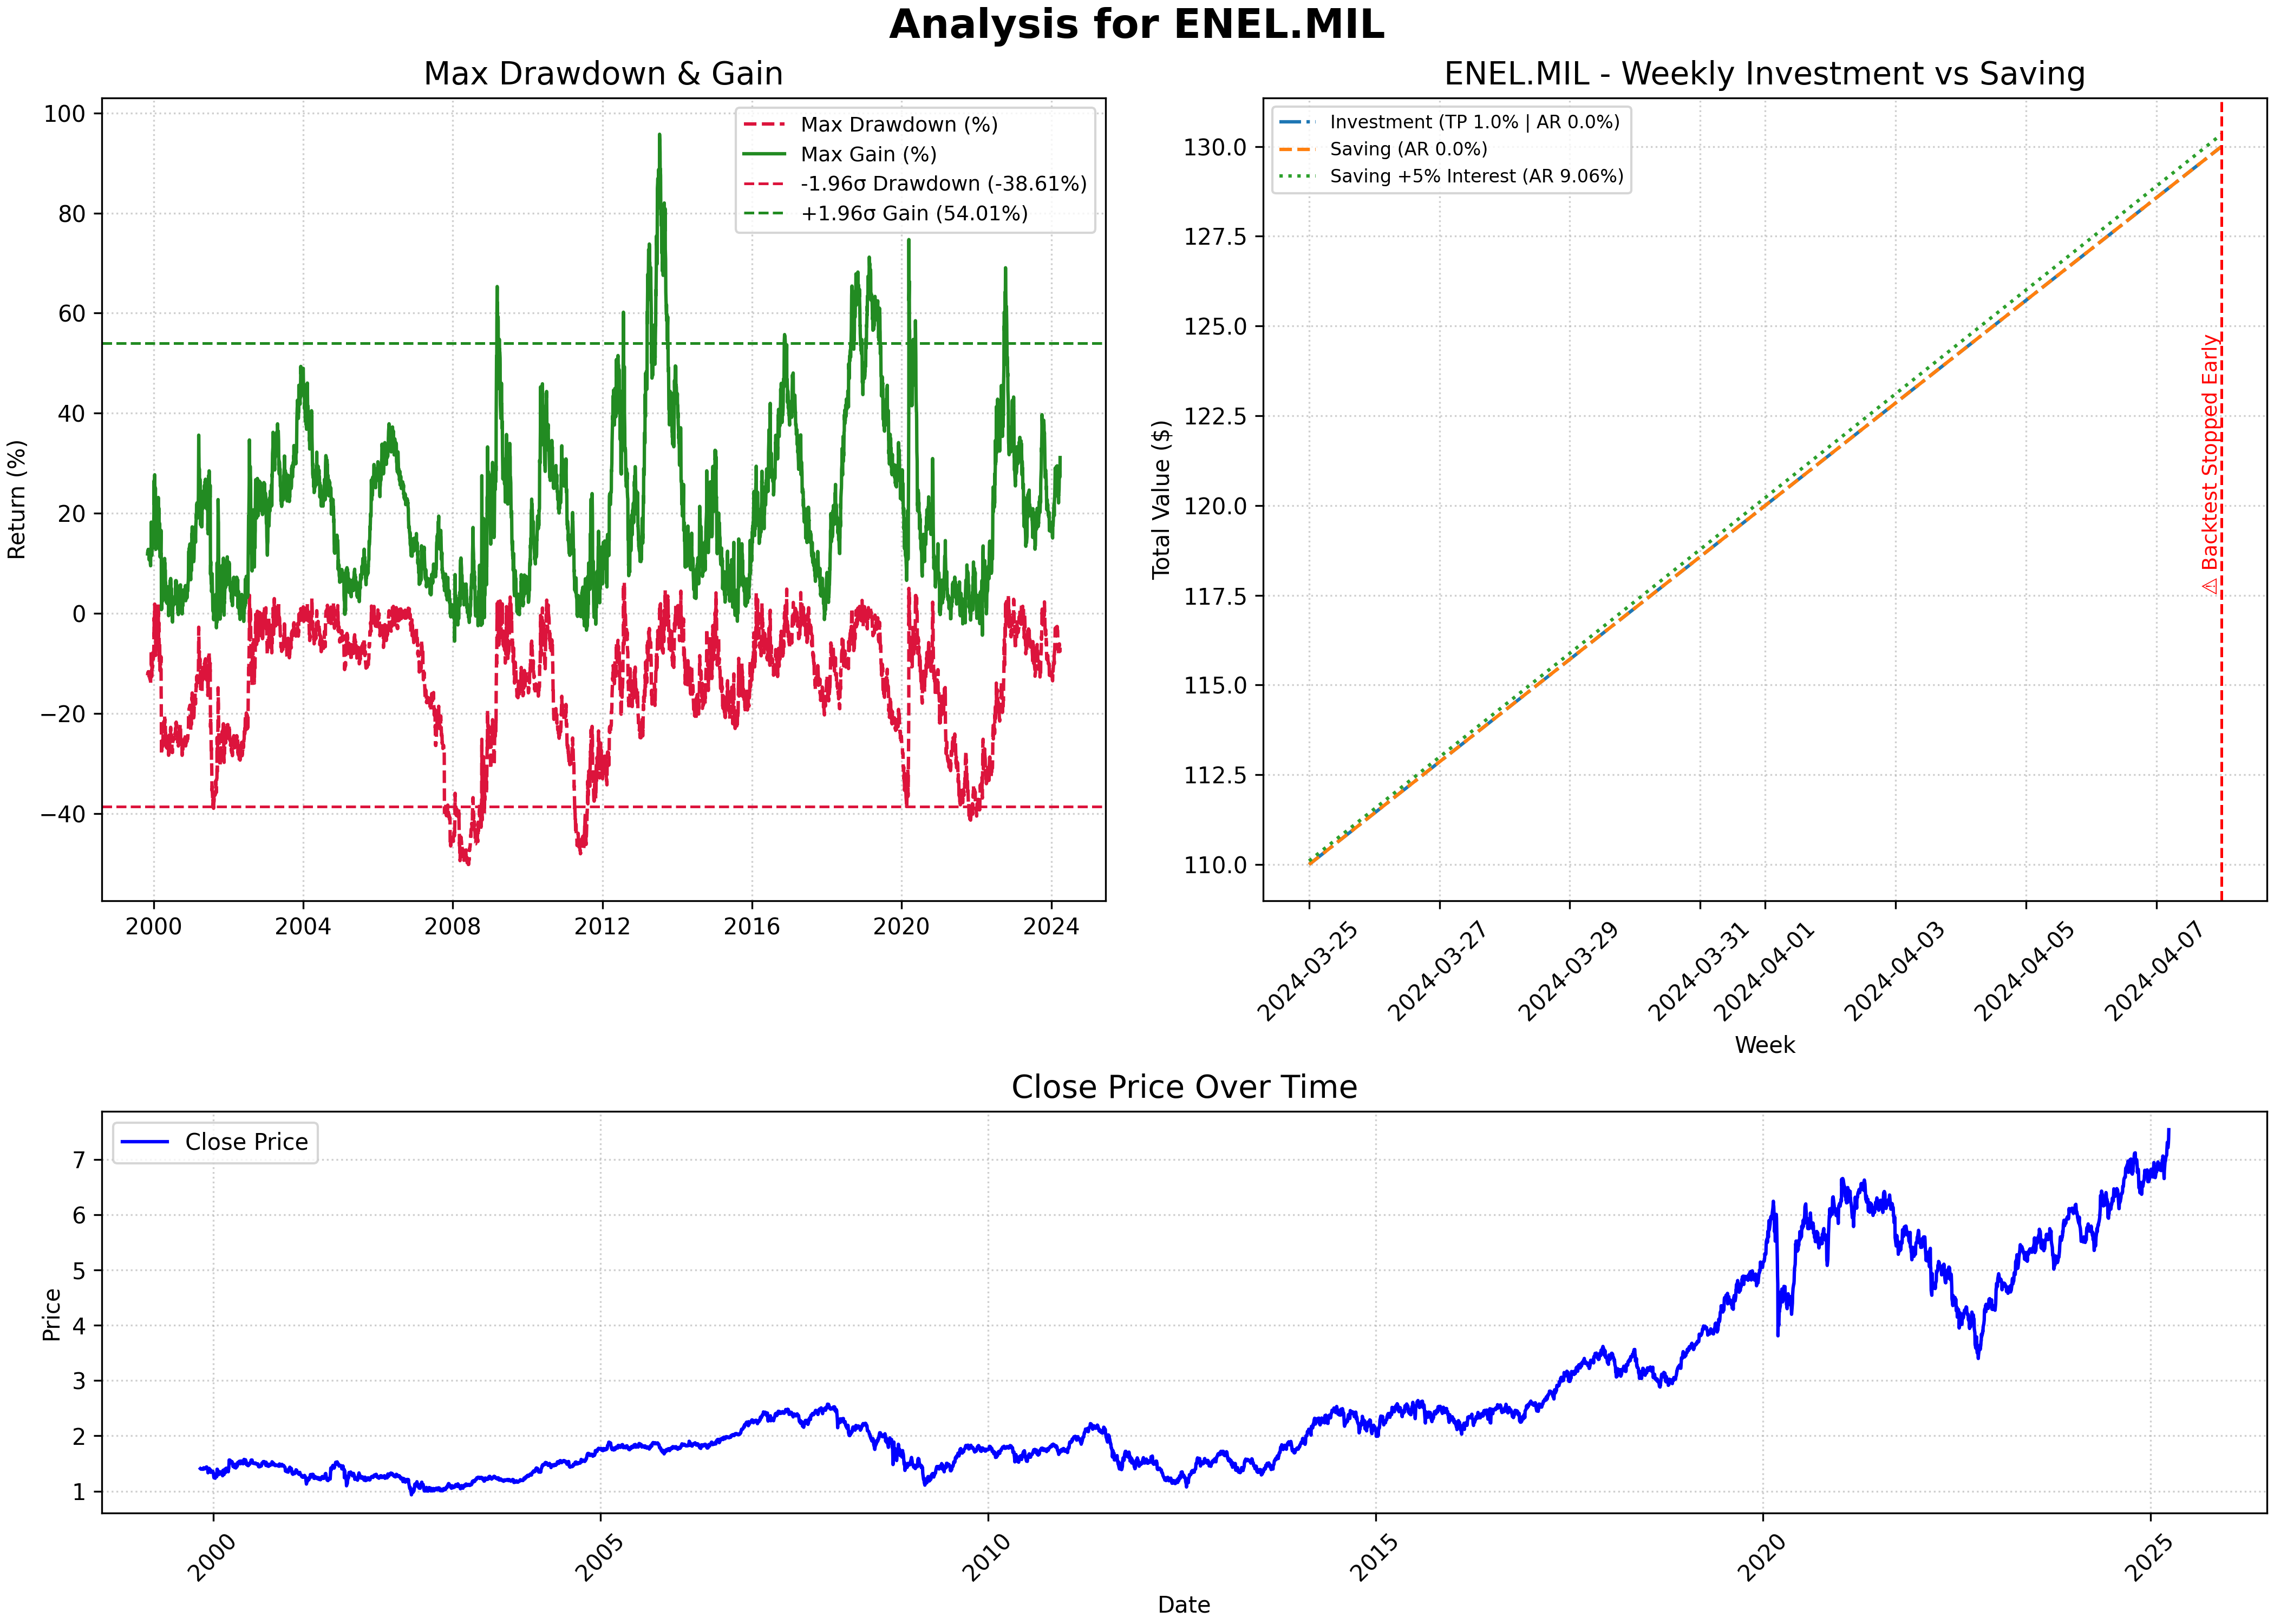 Analysis for ENEL.MIL
Max Drawdown & Gain
Return (%)
100
80
60
40
20
0
−20
−40
Max Drawdown (%)
Max Gain (%)
-1.96σ Drawdown (-38.61%)
+1.96σ Gain (54.01%)
2000
2004
2008
2012
2016
2020
2024
ENEL.MIL - Weekly Investment vs Saving
Total Value ($)
130.0
127.5
125.0
122.5
120.0
117.5
115.0
112.5
110.0
Investment (TP 1.0% | AR 0.0%)
Saving (AR 0.0%)
Saving +5% Interest (AR 9.06%)
⚠ Backtest Stopped Early
2024-03-25
2024-03-27
2024-03-29
2024-03-31
2024-04-01
2024-04-03
2024-04-05
2024-04-07
Week
Close Price Over Time
Price
7
6
5
4
3
2
1
Close Price
2000
2005
2010
2015
2020
2025
Date